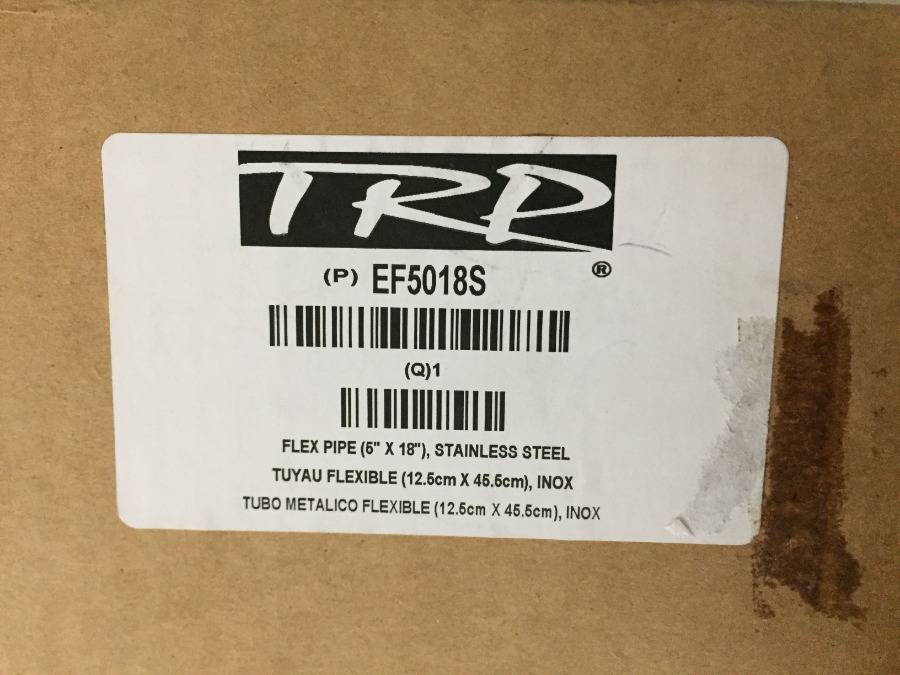 TRP
®
(P) EF5018S
(Q)1
FLEX PIPE (5" X 18"), STAINLESS STEEL
TUYAU FLEXIBLE (12.5cm X 45.5cm), INOX
TUBO METALICO FLEXIBLE (12.5cm X 45.5cm), INOX